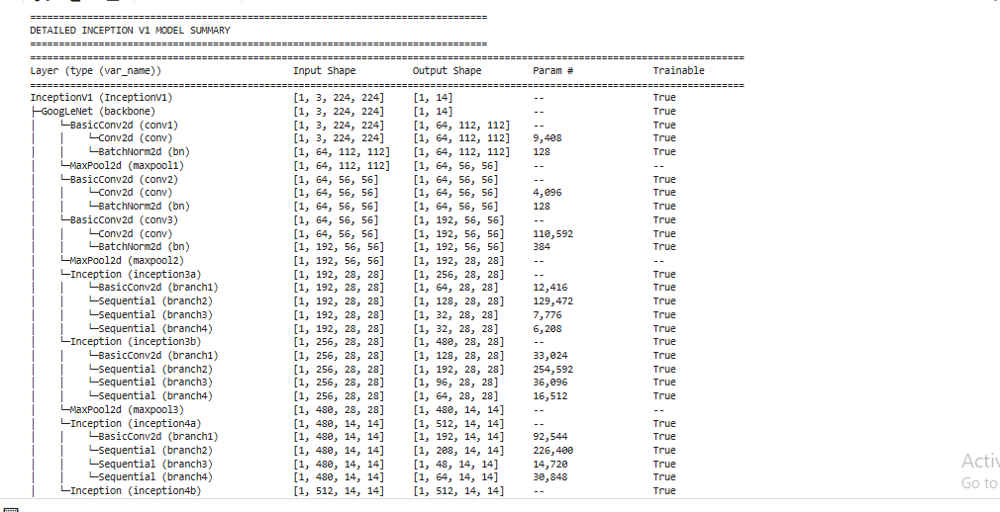 ================================================================================
DETAILED INCEPTION V1 MODEL SUMMARY
================================================================================
=============================================================================================================================
Layer (type (var_name)) Input Shape Output Shape Param # Trainable
=============================================================================================================================
InceptionV1 (InceptionV1) [1, 3, 224, 224] [1, 14] -- True
├─GoogLeNet (backbone) [1, 3, 224, 224] [1, 14] -- True
│ └─BasicConv2d (conv1) [1, 3, 224, 224] [1, 64, 112, 112] -- True
│ │ └─Conv2d (conv) [1, 3, 224, 224] [1, 64, 112, 112] 9,408 True
│ │ └─BatchNorm2d (bn) [1, 64, 112, 112] [1, 64, 112, 112] 128 True
│ └─MaxPool2d (maxpool1) [1, 64, 112, 112] [1, 64, 56, 56] -- --
│ └─BasicConv2d (conv2) [1, 64, 56, 56] [1, 64, 56, 56] -- True
│ │ └─Conv2d (conv) [1, 64, 56, 56] [1, 64, 56, 56] 4,096 True
│ │ └─BatchNorm2d (bn) [1, 64, 56, 56] [1, 64, 56, 56] 128 True
│ └─BasicConv2d (conv3) [1, 64, 56, 56] [1, 192, 56, 56] -- True
│ │ └─Conv2d (conv) [1, 64, 56, 56] [1, 192, 56, 56] 110,592 True
│ │ └─BatchNorm2d (bn) [1, 192, 56, 56] [1, 192, 56, 56] 384 True
│ └─MaxPool2d (maxpool2) [1, 192, 56, 56] [1, 192, 28, 28] -- --
│ └─Inception (inception3a) [1, 192, 28, 28] [1, 256, 28, 28] -- True
│ │ └─BasicConv2d (branch1) [1, 192, 28, 28] [1, 64, 28, 28] 12,416 True
│ │ └─Sequential (branch2) [1, 192, 28, 28] [1, 128, 28, 28] 129,472 True
│ │ └─Sequential (branch3) [1, 192, 28, 28] [1, 32, 28, 28] 7,776 True
│ │ └─Sequential (branch4) [1, 192, 28, 28] [1, 32, 28, 28] 6,208 True
│ └─Inception (inception3b) [1, 256, 28, 28] [1, 480, 28, 28] -- True
│ │ └─BasicConv2d (branch1) [1, 256, 28, 28] [1, 128, 28, 28] 33,024 True
│ │ └─Sequential (branch2) [1, 256, 28, 28] [1, 192, 28, 28] 254,592 True
│ │ └─Sequential (branch3) [1, 256, 28, 28] [1, 96, 28, 28] 36,096 True
│ │ └─Sequential (branch4) [1, 256, 28, 28] [1, 64, 28, 28] 16,512 True
│ └─MaxPool2d (maxpool3) [1, 480, 28, 28] [1, 480, 14, 14] -- --
│ └─Inception (inception4a) [1, 480, 14, 14] [1, 512, 14, 14] -- True
│ │ └─BasicConv2d (branch1) [1, 480, 14, 14] [1, 192, 14, 14] 92,544 True
│ │ └─Sequential (branch2) [1, 480, 14, 14] [1, 208, 14, 14] 226,400 True
│ │ └─Sequential (branch3) [1, 480, 14, 14] [1, 48, 14, 14] 14,720 True
│ │ └─Sequential (branch4) [1, 480, 14, 14] [1, 64, 14, 14] 30,848 True
│ └─Inception (inception4b) [1, 512, 14, 14] [1, 512, 14, 14] -- True
Go to